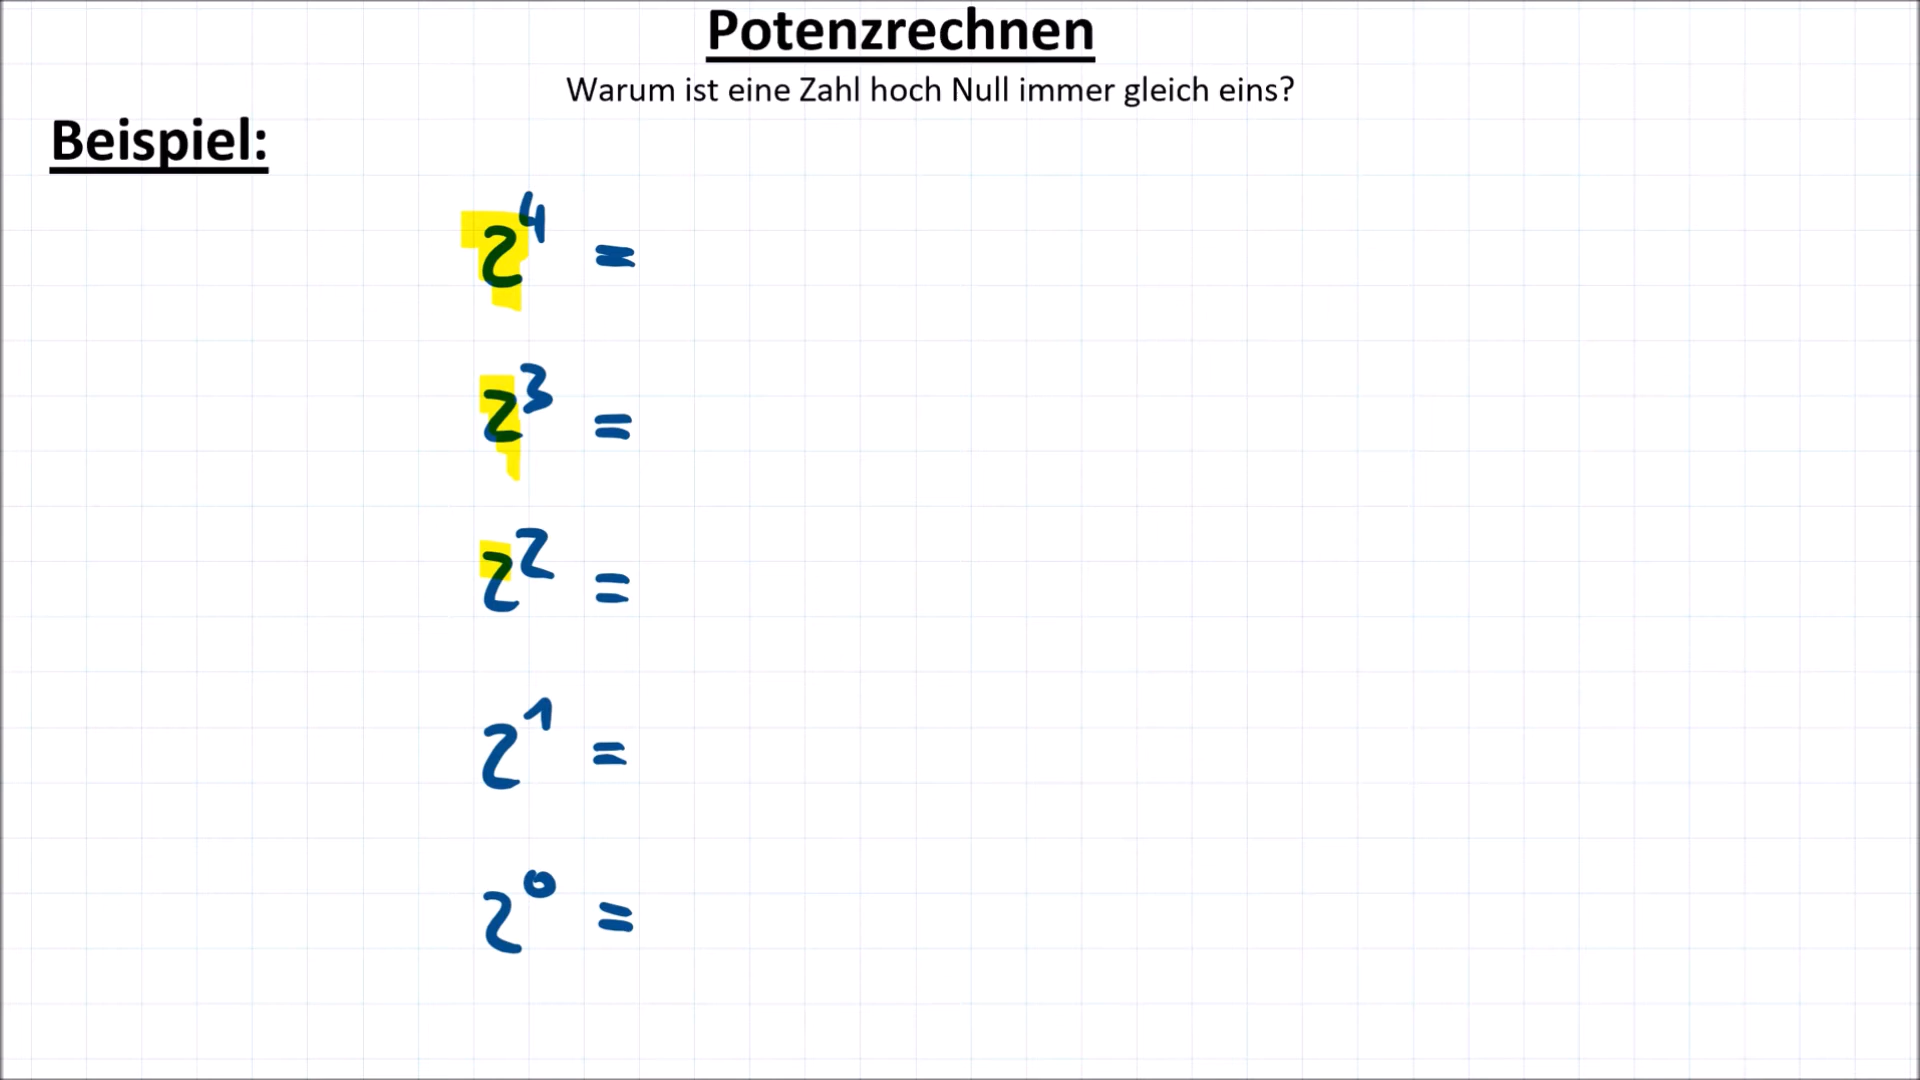 Potenzrechnen
Warum ist eine Zahl hoch Null immer gleich eins?
Beispiel:
2⁴ =
2³ =
2² =
2¹ =
2⁰ =